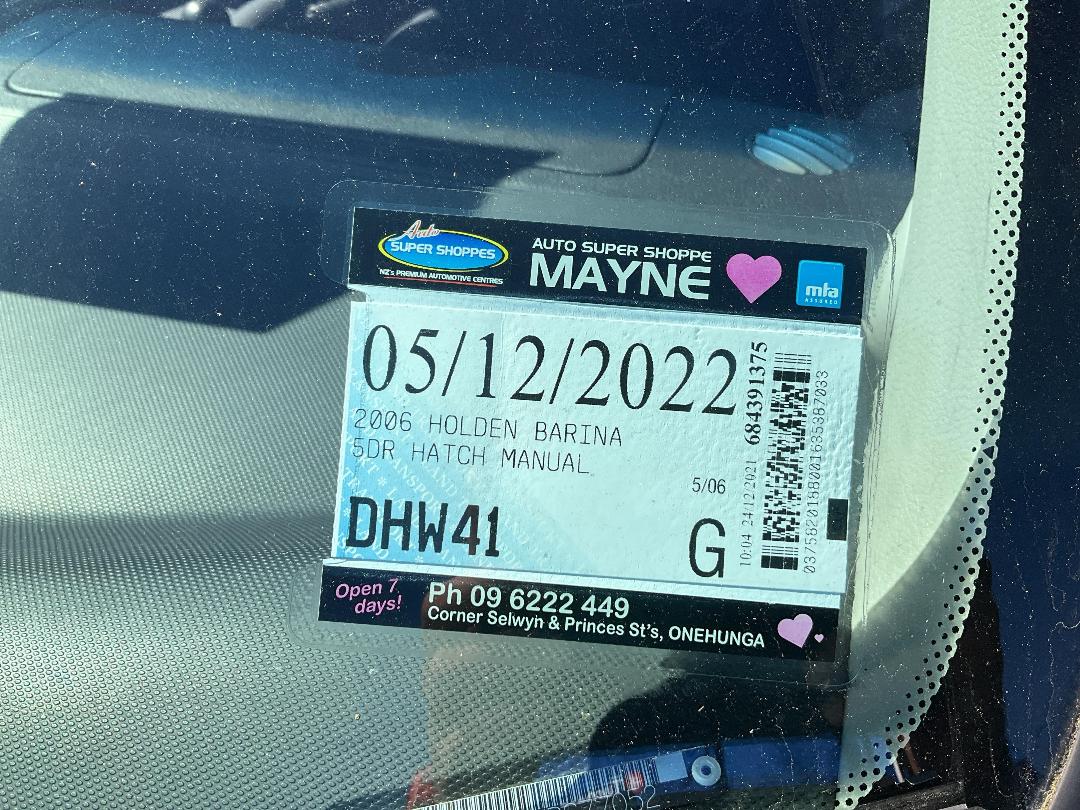 Auto
SUPER SHOPPES
NZ's PREMIUM AUTOMOTIVE CENTRES
AUTO SUPER SHOPPE
MAYNE
mta
ASSURED
05/12/2022
2006 HOLDEN BARINA
5DR HATCH MANUAL
5/06
DHW41
G
10:04 24/12/2021 684391375
Open 7
days!
Ph 09 6222 449
Corner Selwyn & Princes St's, ONEHUNGA